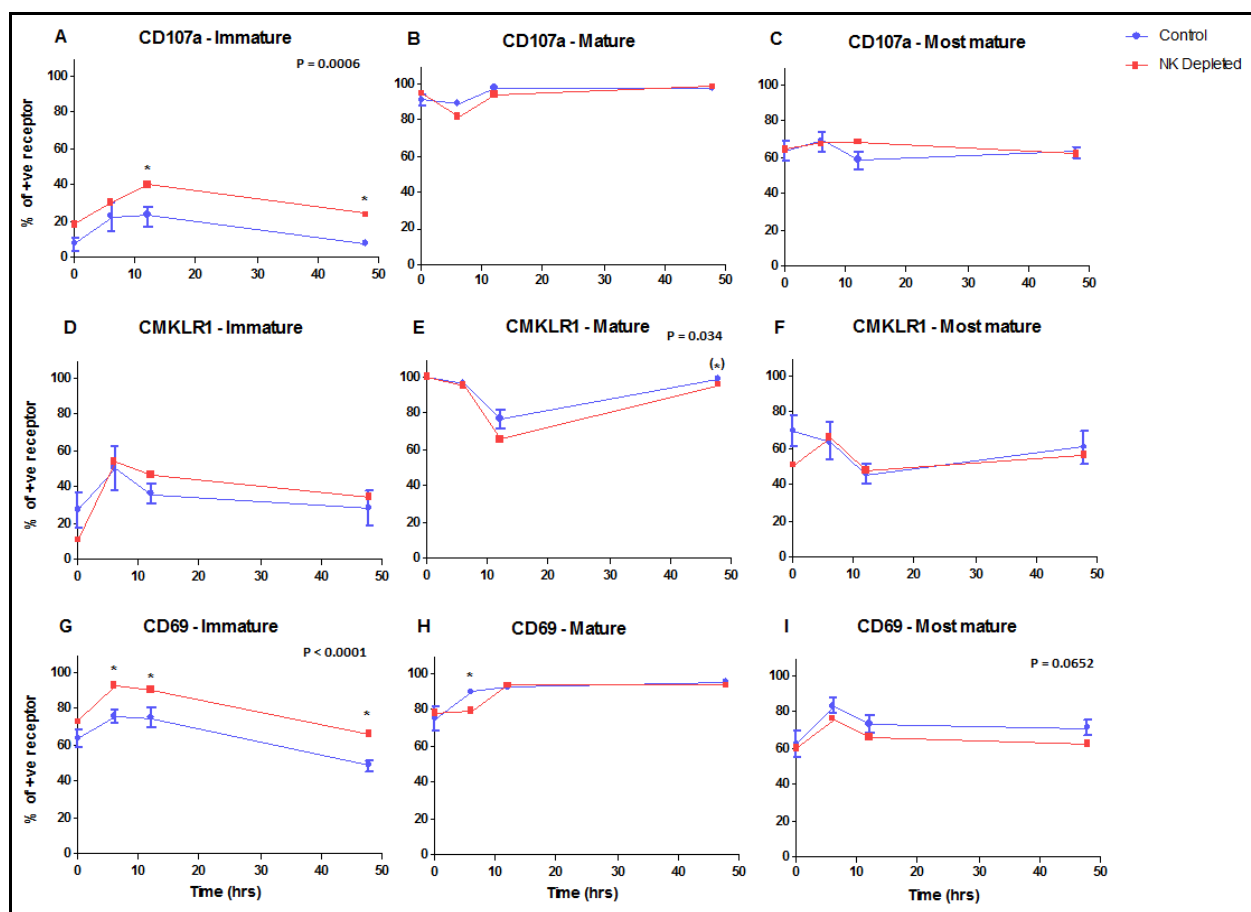 A CD107a - Immature
P = 0.0006
B CD107a - Mature
C CD107a - Most mature
Control
NK Depleted
% of +ve receptor
100
80
60
40
20
0
* *
0 10 20 30 40 50
100
80
60
40
20
0
0 10 20 30 40 50
100
80
60
40
20
0
0 10 20 30 40 50
D CMKLR1 - Immature
E CMKLR1 - Mature
P = 0.034
F CMKLR1 - Most mature
% of +ve receptor
100
80
60
40
20
0
0 10 20 30 40 50
(*)
100
80
60
40
20
0
0 10 20 30 40 50
100
80
60
40
20
0
0 10 20 30 40 50
G CD69 - Immature
P < 0.0001
H CD69 - Mature
I CD69 - Most mature
P = 0.0652
% of +ve receptor
100
80
60
40
20
0
* * *
0 10 20 30 40 50
Time (hrs)
*
100
80
60
40
20
0
0 10 20 30 40 50
Time (hrs)
100
80
60
40
20
0
0 10 20 30 40 50
Time (hrs)